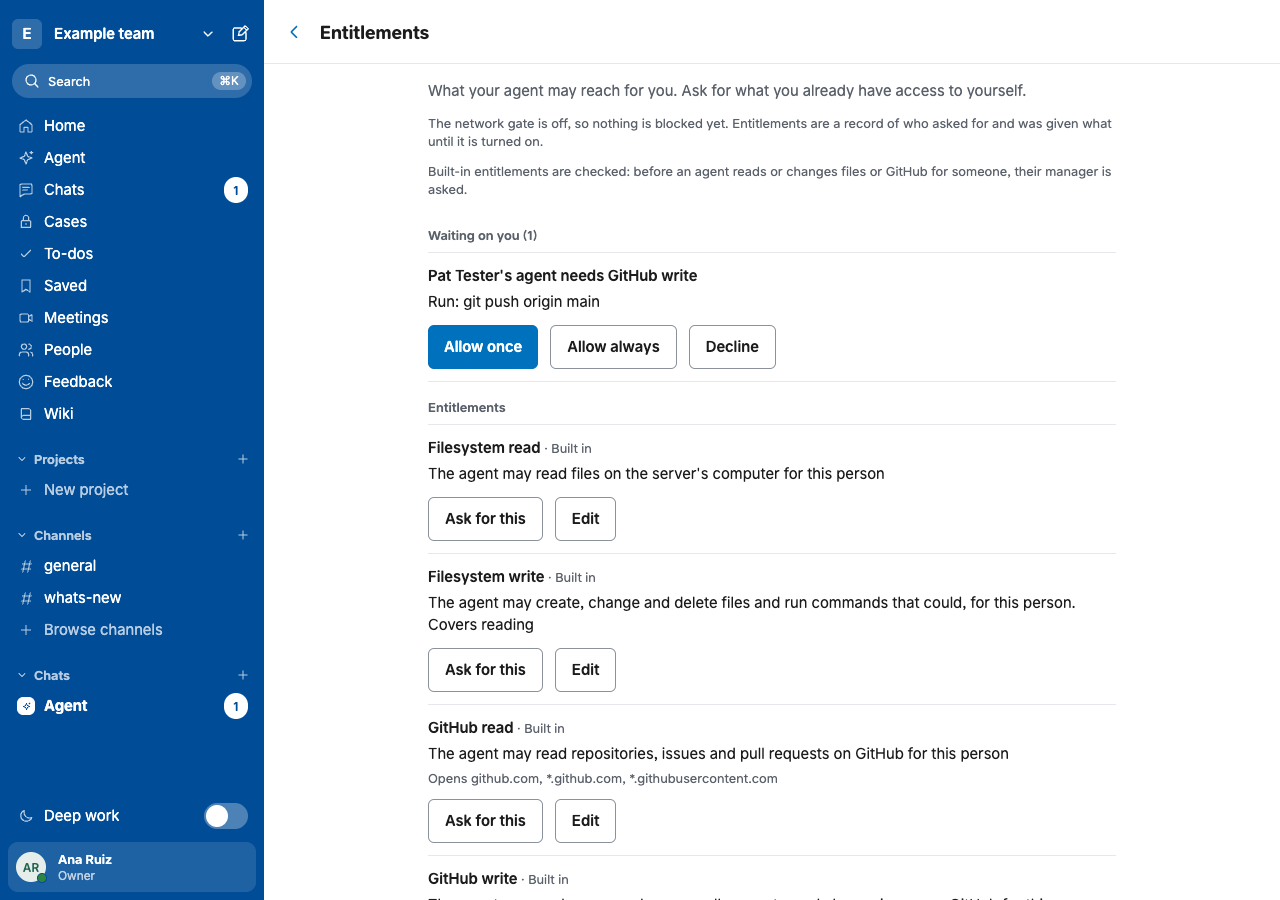 E Example team
Search ⌘K
Home
Agent
Chats 1
Cases
To-dos
Saved
Meetings
People
Feedback
Wiki
Projects
New project
Channels
# general
# whats-new
Browse channels
Chats
Agent 1
Deep work
AR Ana Ruiz
Owner
Entitlements
What your agent may reach for you. Ask for what you already have access to yourself.
The network gate is off, so nothing is blocked yet. Entitlements are a record of who asked for and was given what
until it is turned on.
Built-in entitlements are checked: before an agent reads or changes files or GitHub for someone, their manager is
asked.
Waiting on you (1)
Pat Tester's agent needs GitHub write
Run: git push origin main
Allow once Allow always Decline
Entitlements
Filesystem read · Built in
The agent may read files on the server's computer for this person
Ask for this Edit
Filesystem write · Built in
The agent may create, change and delete files and run commands that could, for this person.
Covers reading
Ask for this Edit
GitHub read · Built in
The agent may read repositories, issues and pull requests on GitHub for this person
Opens github.com, *.github.com, *.githubusercontent.com
Ask for this Edit
GitHub write · Built in